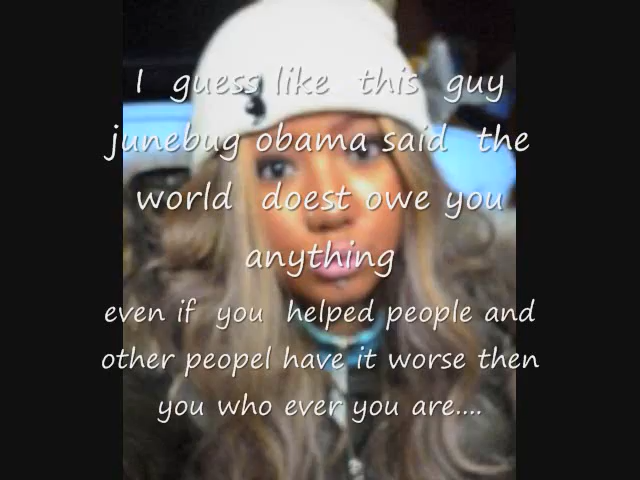 I guess like this guy
junebug obama said the
world doest owe you
anything
even if you helped people and
other peopel have it worse then
you who ever you are....